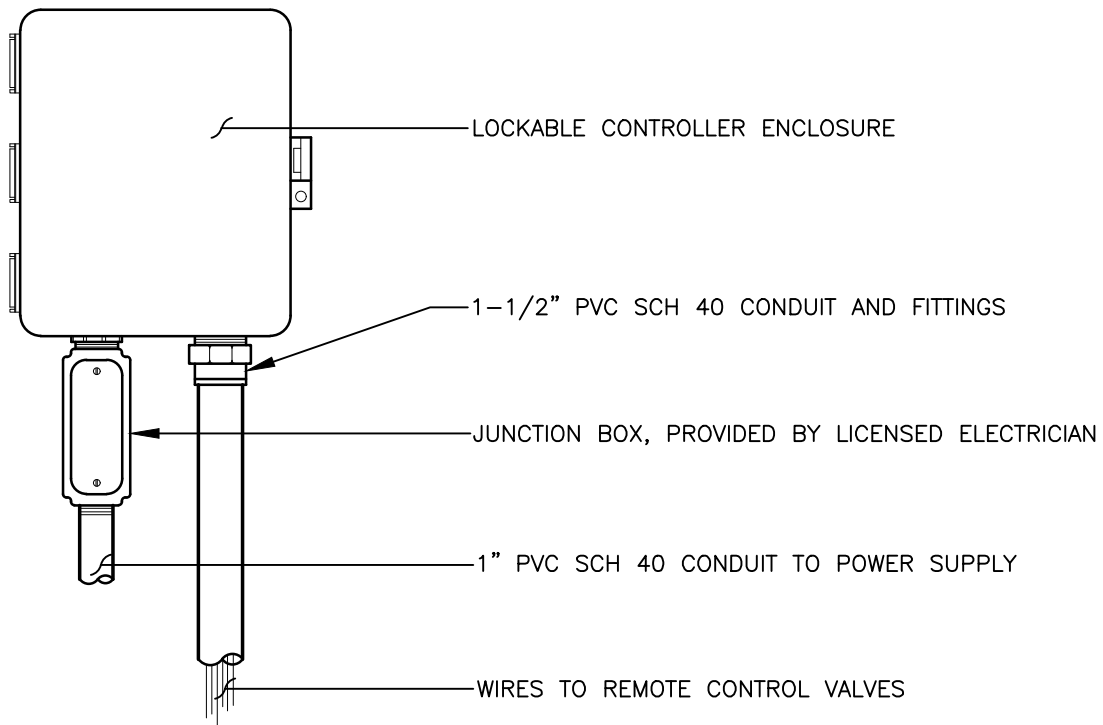 LOCKABLE CONTROLLER ENCLOSURE
1-1/2” PVC SCH 40 CONDUIT AND FITTINGS
JUNCTION BOX, PROVIDED BY LICENSED ELECTRICIAN
1” PVC SCH 40 CONDUIT TO POWER SUPPLY
WIRES TO REMOTE CONTROL VALVES